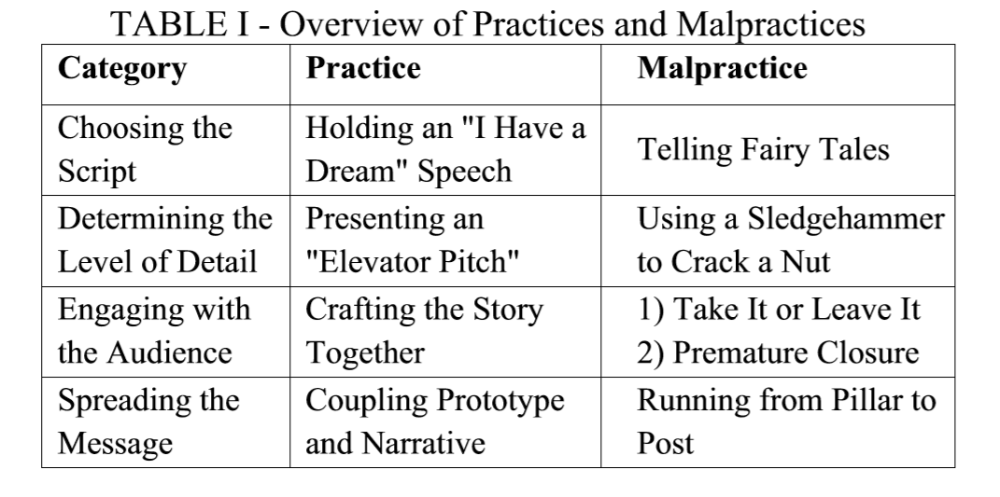 TABLE I - Overview of Practices and Malpractices
Category Practice Malpractice
Choosing the Script Holding an "I Have a Dream" Speech Telling Fairy Tales
Determining the Level of Detail Presenting an "Elevator Pitch" Using a Sledgehammer to Crack a Nut
Engaging with the Audience Crafting the Story Together 1) Take It or Leave It 2) Premature Closure
Spreading the Message Coupling Prototype and Narrative Running from Pillar to Post